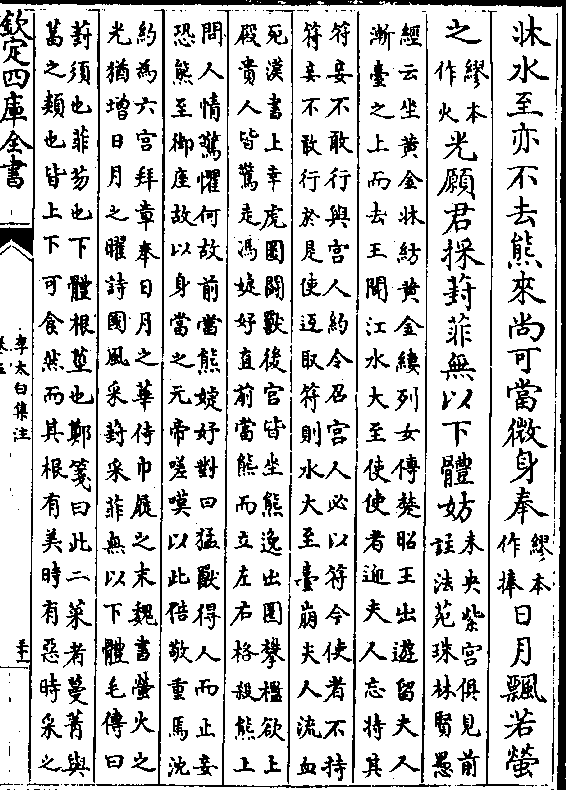 牀水至亦不去熊來尚可當微身奉繆本作捧日月飄若螢
之繆本作火光願君採葑菲無以下體妨未央紫宮俱見前註法苑珠林賢愚
經云坐黃金牀紡黃金縷列女傳楚昭王出遊留夫人
漸臺之上而去王聞江水大至使使者迎夫人忘持其
符妾不敢行與宮人約令召宮人必以符今使者不持
符妾不敢行於是使返取符則水大至臺崩夫人流
死漢書上幸虎圈鬬獸後宮皆坐熊逸出圈攀檻欲上
殿貴人皆驚走馮婕妤直前當熊而立左右格殺熊上
問人情驚懼何故前當熊婕妤對曰猛獸得人而止妾
恐熊至御座故以身當之元帝嗟嘆以此倍敬重焉沈
約為六宮拜章奉日月之華侍巾屣之末魏書螢火之
光猶增日月之曜詩國風采葑采菲無以下體毛傳曰
葑須也菲芴也下體根莖也鄭箋曰此二菜者蔓菁與
葍之類也皆上下可食然而其根有美時有惡時采之
欽定四庫全書
李太白集注
卷五